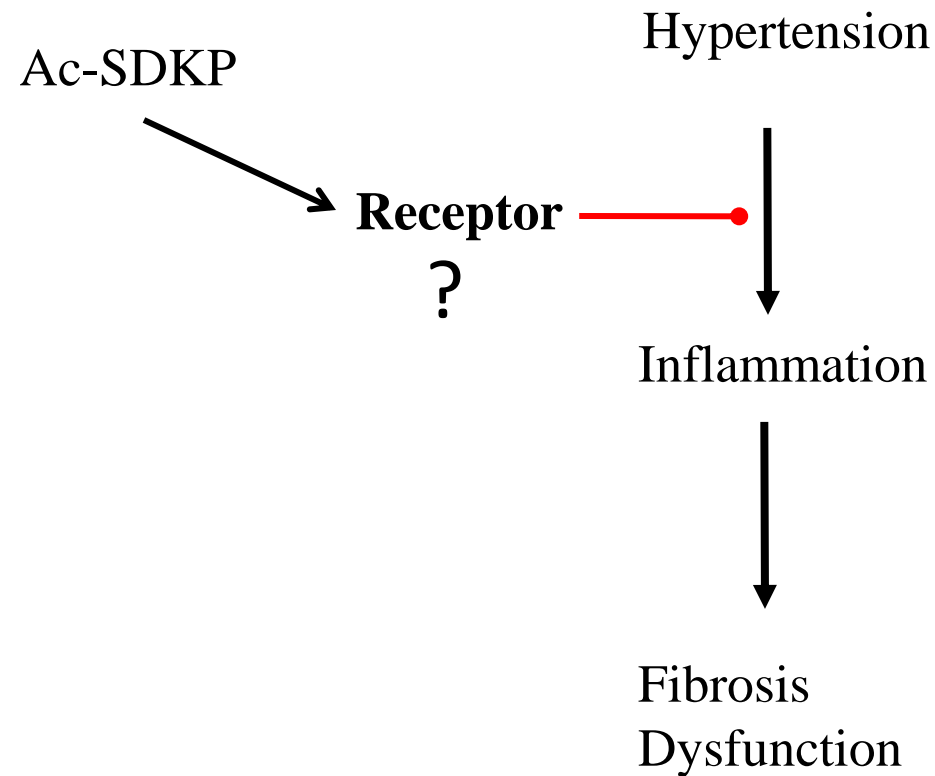 Hypertension
Ac-SDKP
Receptor
?
Inflammation
Fibrosis
Dysfunction